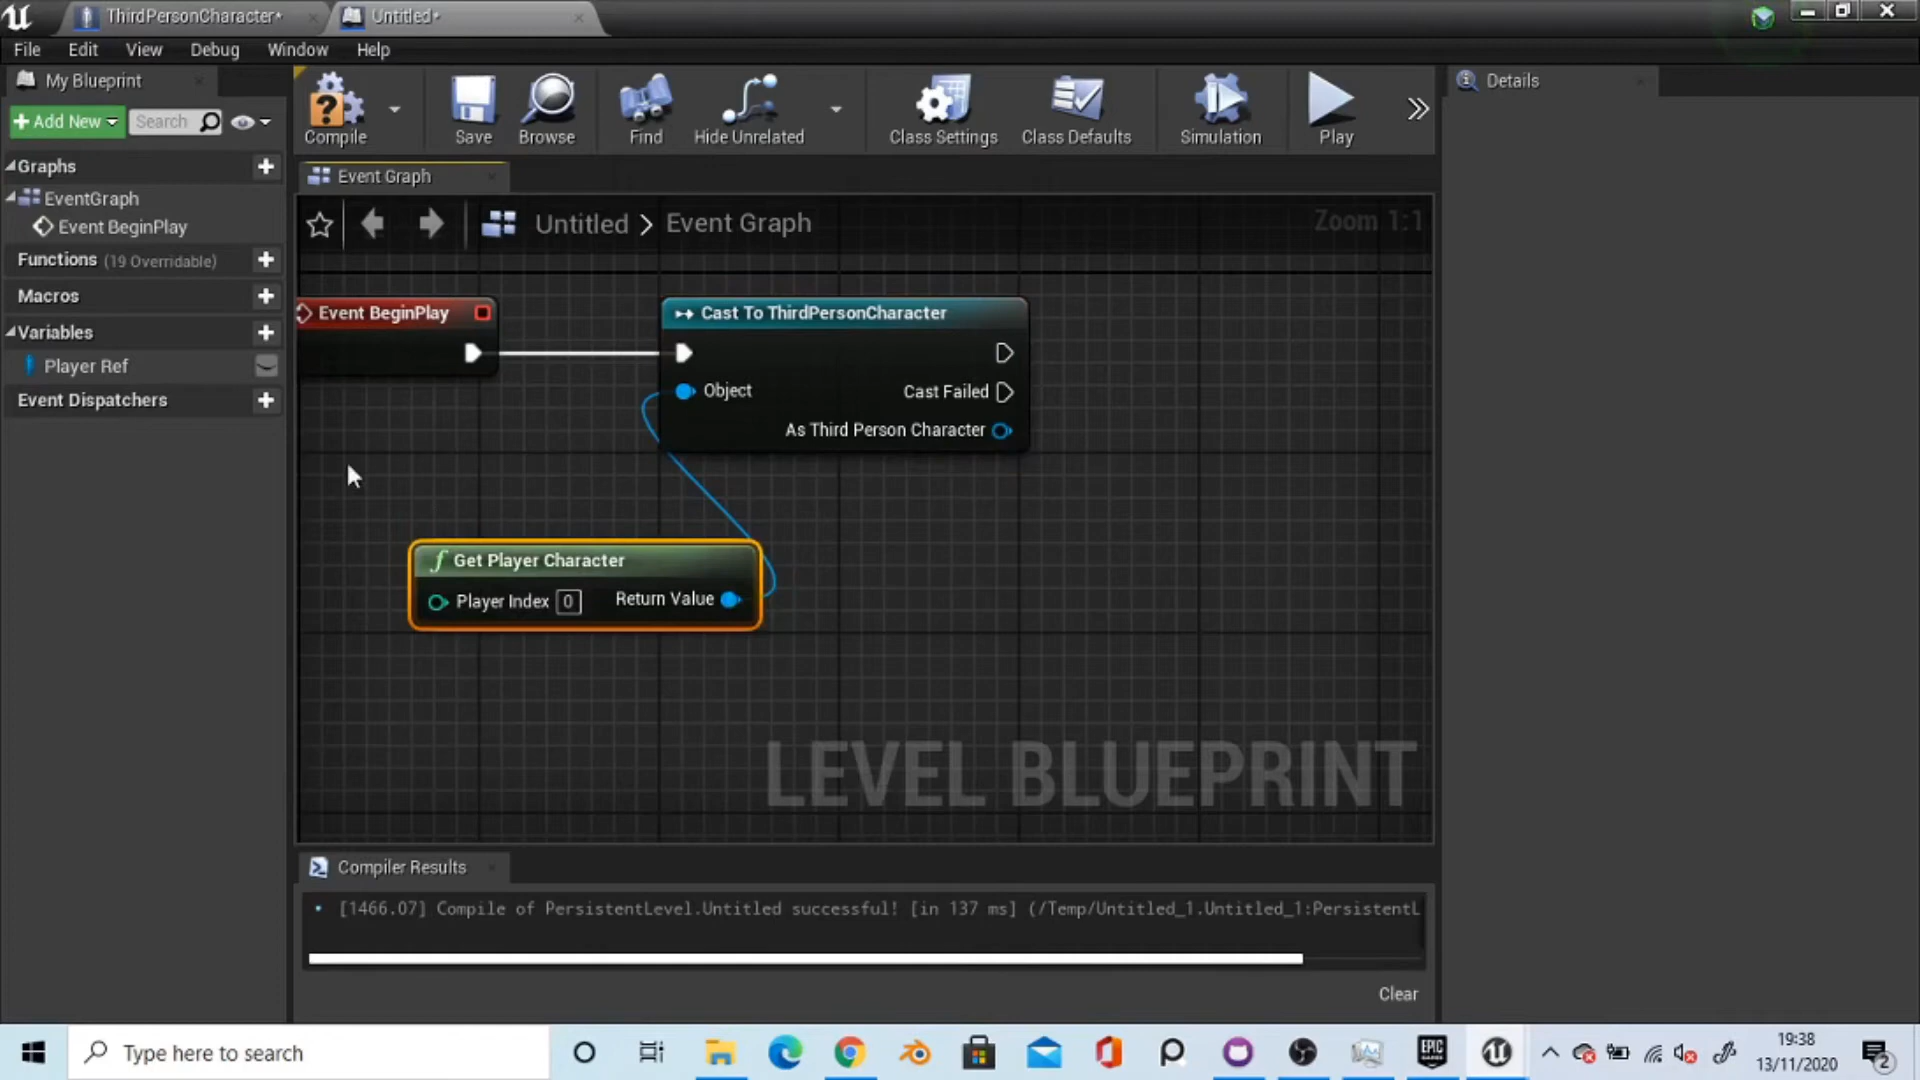 ThirdPersonCharacter*
Untitled*
File Edit View Debug Window Help
My Blueprint
Details
Add New
Search
Compile
Save
Browse
Find
Hide Unrelated
Class Settings
Class Defaults
Simulation
Play
Graphs
EventGraph
Event BeginPlay
Functions (19 Overridable)
Macros
Variables
Player Ref
Event Dispatchers
Event Graph
Untitled > Event Graph
Zoom 1:1
Event BeginPlay
Cast To ThirdPersonCharacter
Object
Cast Failed
As Third Person Character
Get Player Character
Player Index 0
Return Value
LEVEL BLUEPRINT
Compiler Results
[1466.07] Compile of PersistentLevel.Untitled successful! [in 137 ms] (/Temp/Untitled_1.Untitled_1:PersistentL
Clear
Type here to search
EPIC
GAMES
19:38
13/11/2020
2